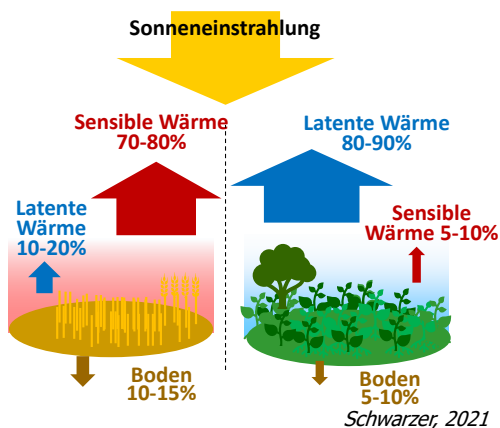 Sonneneinstrahlung
Sensible Wärme
70-80%
Latente
Wärme
10-20%
Boden
10-15%
Latente Wärme
80-90%
Sensible
Wärme 5-10%
Boden
5-10%
Schwarzer, 2021